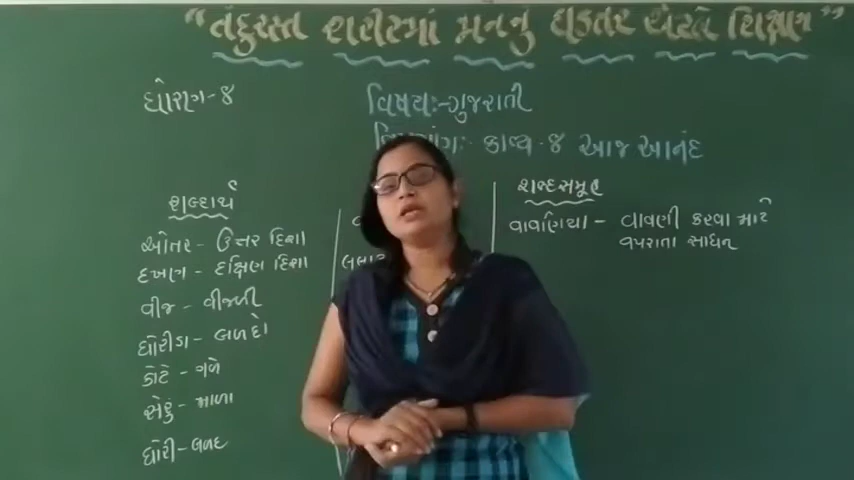 “તંદુરસ્ત શરીરમાં મનનું ઘડતર એટલે શિક્ષણ”
ધોરણ-૪
વિષય:-ગુજરાતી
કાવ્ય-૪ આજ આનંદ
શબ્દાર્થ
ઓતર - ઉત્તર દિશા
દખણ - દક્ષિણ દિશા
વીજ - વીજળી
ધોરીડા - બળદો
કોટે - ગળે
સેહું - માળા
ધોરી - બળદ
શબ્દસમૂહ
વાવણિયા - વાવણી કરવા માટે
વપરાતા સાધન